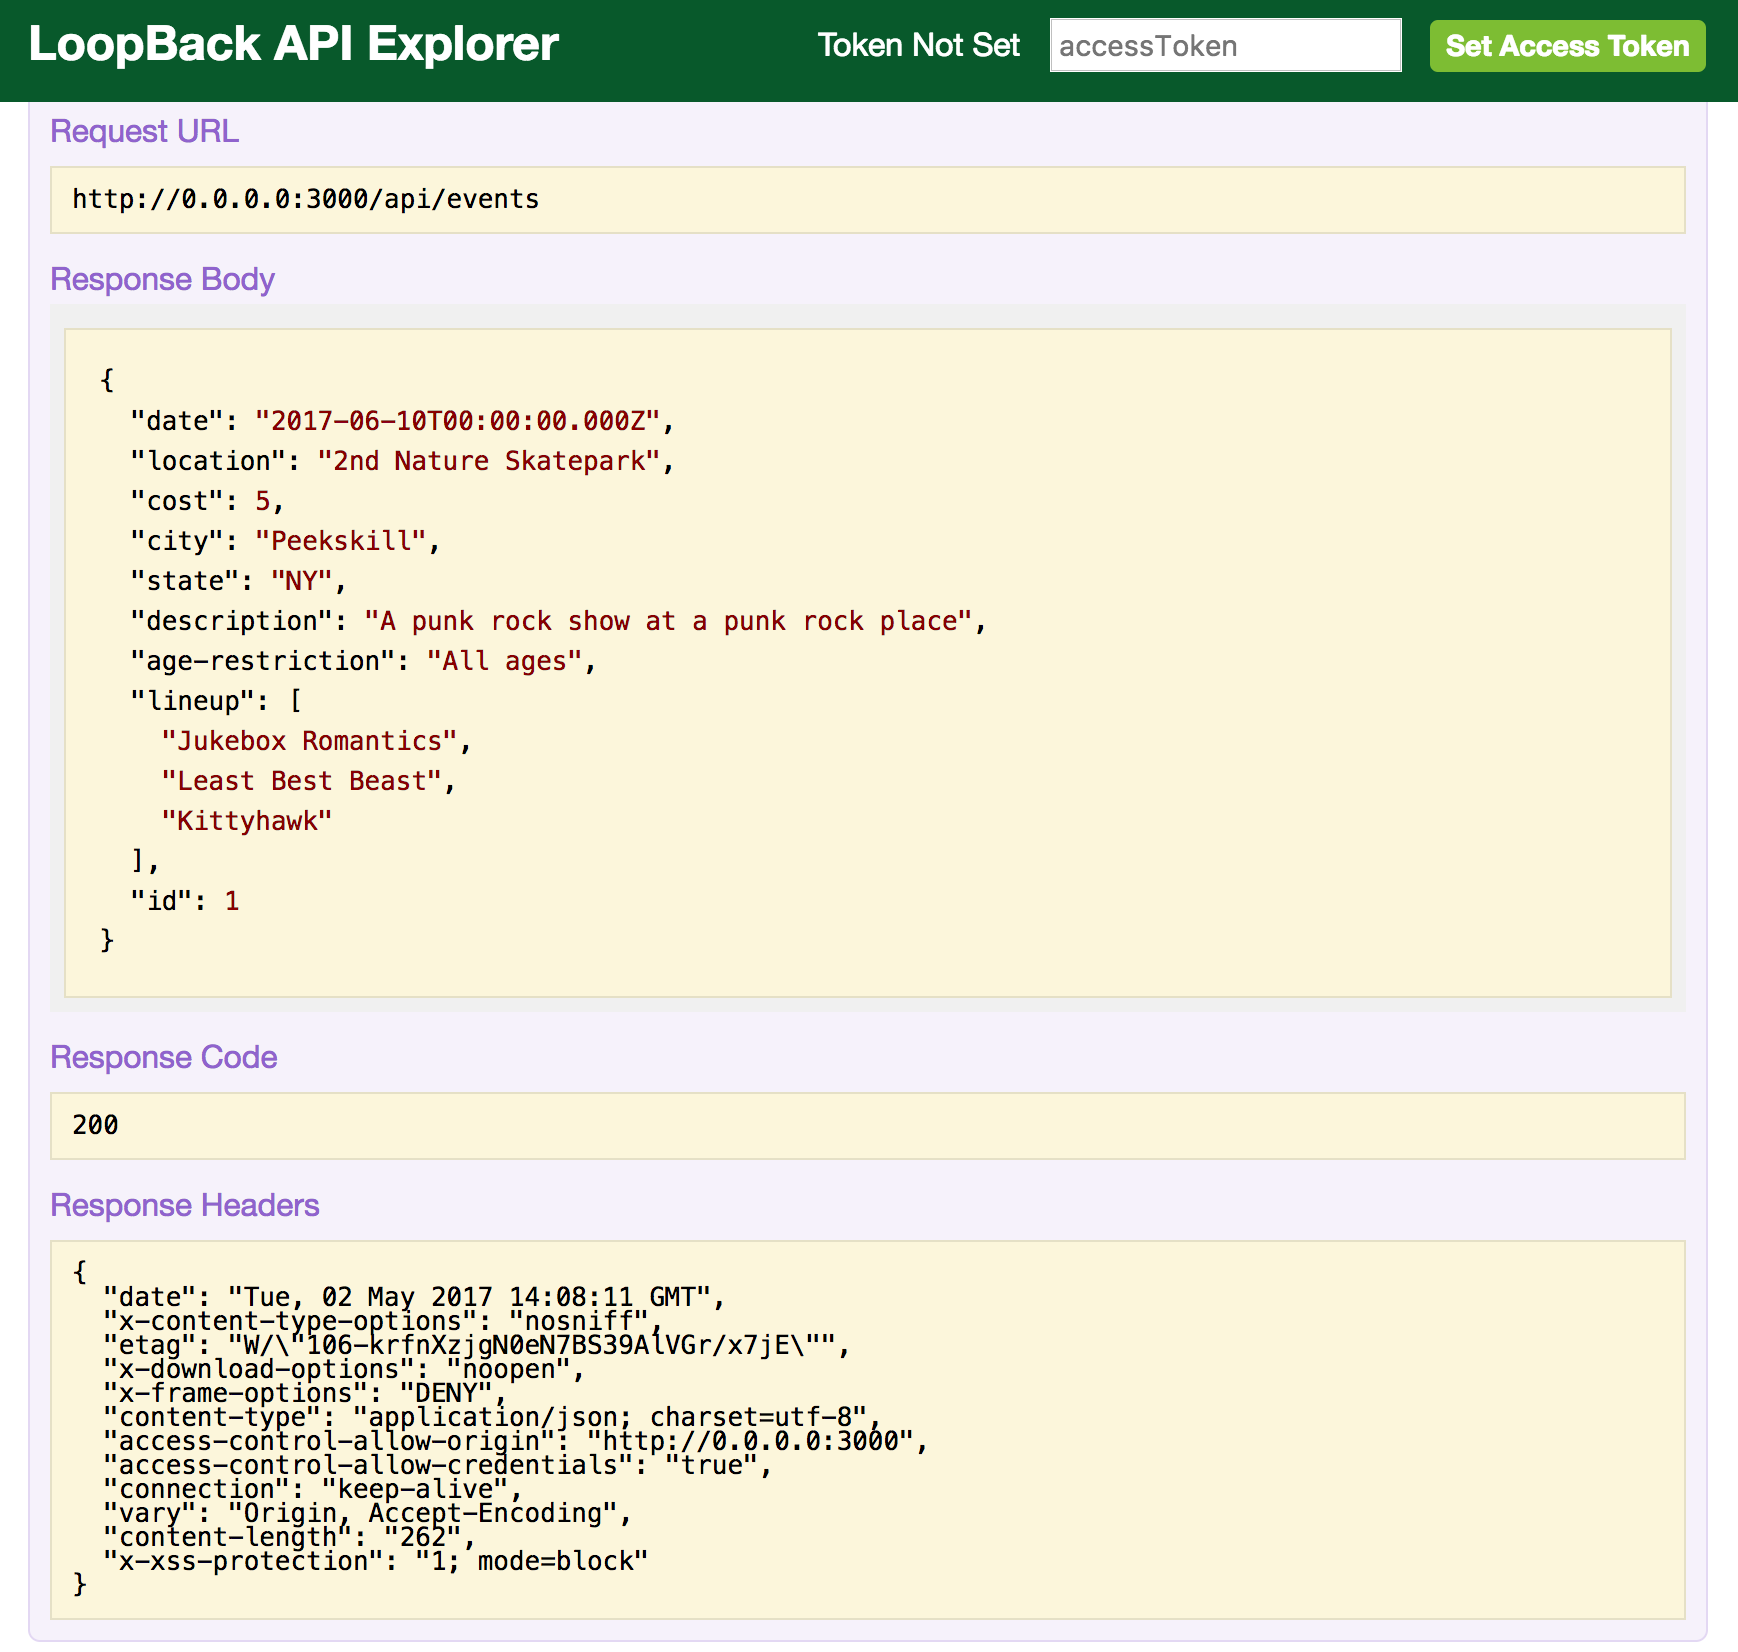 LoopBack API Explorer
Token Not Set
accessToken
Set Access Token
Request URL
http://0.0.0.0:3000/api/events
Response Body
{
  "date": "2017-06-10T00:00:00.000Z",
  "location": "2nd Nature Skatepark",
  "cost": 5,
  "city": "Peekskill",
  "state": "NY",
  "description": "A punk rock show at a punk rock place",
  "age-restriction": "All ages",
  "lineup": [
    "Jukebox Romantics",
    "Least Best Beast",
    "Kittyhawk"
  ],
  "id": 1
}
Response Code
200
Response Headers
{
  "date": "Tue, 02 May 2017 14:08:11 GMT",
  "x-content-type-options": "nosniff",
  "etag": "W/\"106-krfnXzjgN0eN7BS39AlVGr/x7jE\"",
  "x-download-options": "noopen",
  "x-frame-options": "DENY",
  "content-type": "application/json; charset=utf-8",
  "access-control-allow-origin": "http://0.0.0.0:3000",
  "access-control-allow-credentials": "true",
  "connection": "keep-alive",
  "vary": "Origin, Accept-Encoding",
  "content-length": "262",
  "x-xss-protection": "1; mode=block"
}